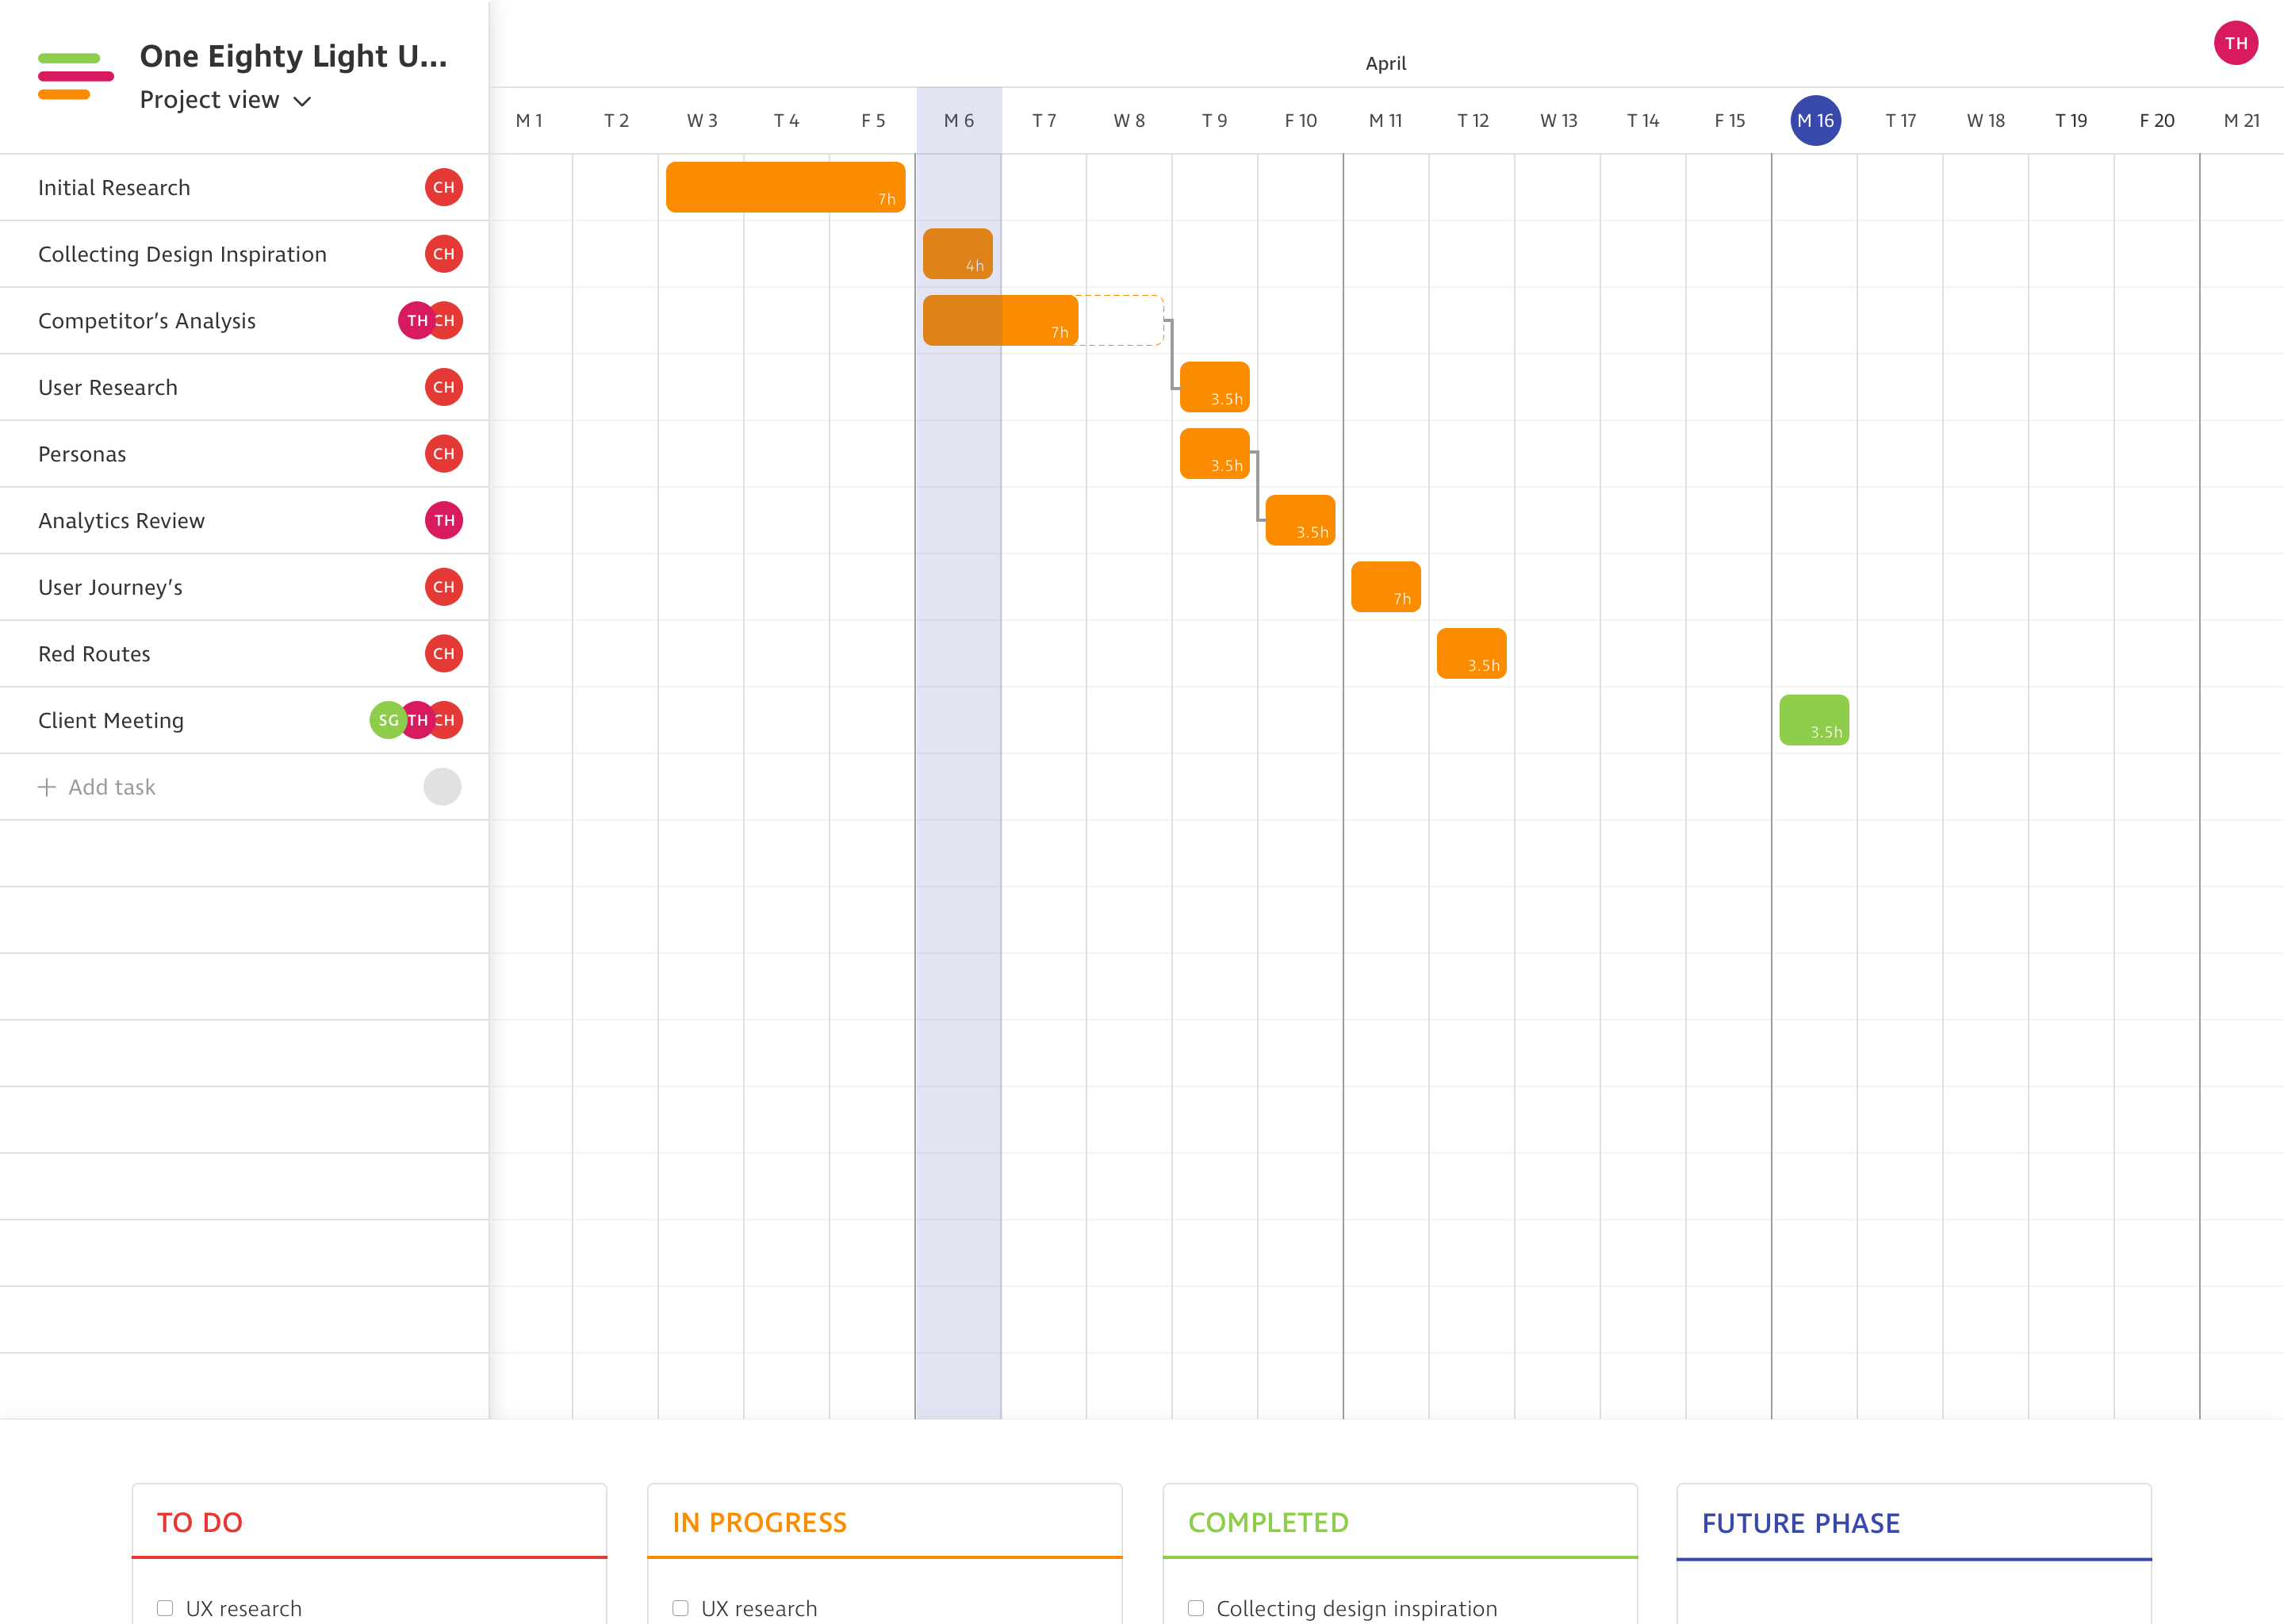 One Eighty Light U...
Project view
TH
April
M 1 T 2 W 3 T 4 F 5 M 6 T 7 W 8 T 9 F 10 M 11 T 12 W 13 T 14 F 15 M 16 T 17 W 18 T 19 F 20 M 21
Initial Research CH 7h
Collecting Design Inspiration CH 4h
Competitor’s Analysis TH CH 7h
User Research CH 3.5h
Personas CH 3.5h
Analytics Review TH 3.5h
User Journey’s CH 7h
Red Routes CH 3.5h
Client Meeting SG TH CH 3.5h
+ Add task
TO DO
UX research
IN PROGRESS
UX research
COMPLETED
Collecting design inspiration
FUTURE PHASE